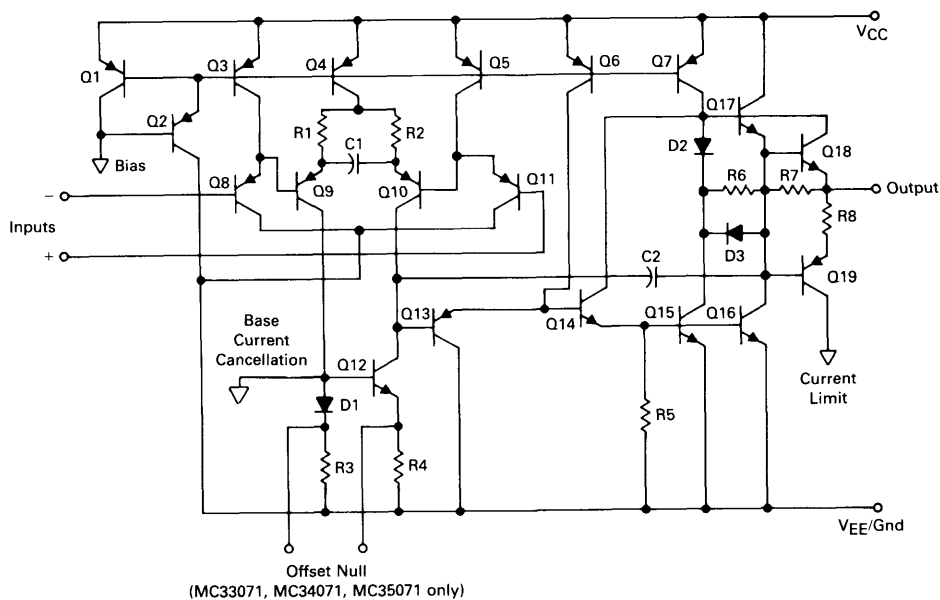 VCC
Q1
Q3
Q4
Q5
Q6
Q7
Q17
Q2
Bias
R1
C1
R2
D2
Q18
−
Q8
Q9
Q10
Q11
R6
R7
Output
Inputs
+
D3
R8
C2
Q19
Q13
Q14
Q15
Q16
Base
Current
Cancellation
Q12
Current
Limit
D1
R5
R3
R4
VEE/Gnd
Offset Null
(MC33071, MC34071, MC35071 only)